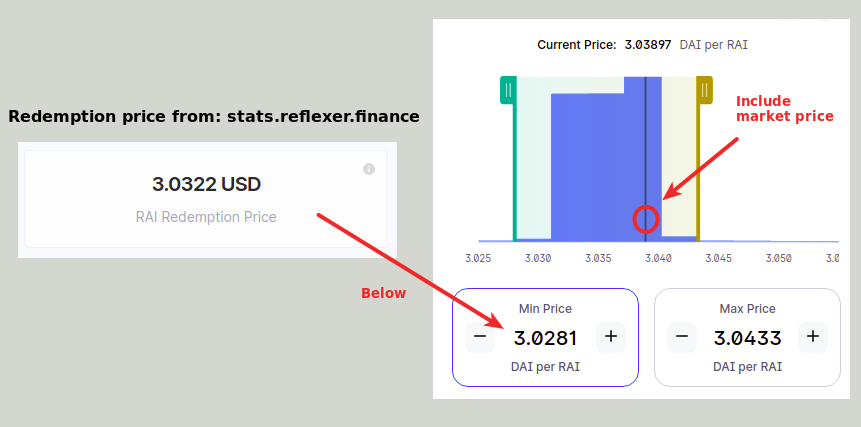 Redemption price from: stats.reflexer.finance
3.0322 USD
RAI Redemption Price
Below
Current Price: 3.03897 DAI per RAI
Include
market price
3.025 3.030 3.035 3.040 3.045 3.050 3.0
Min Price
3.0281
DAI per RAI
Max Price
3.0433
DAI per RAI